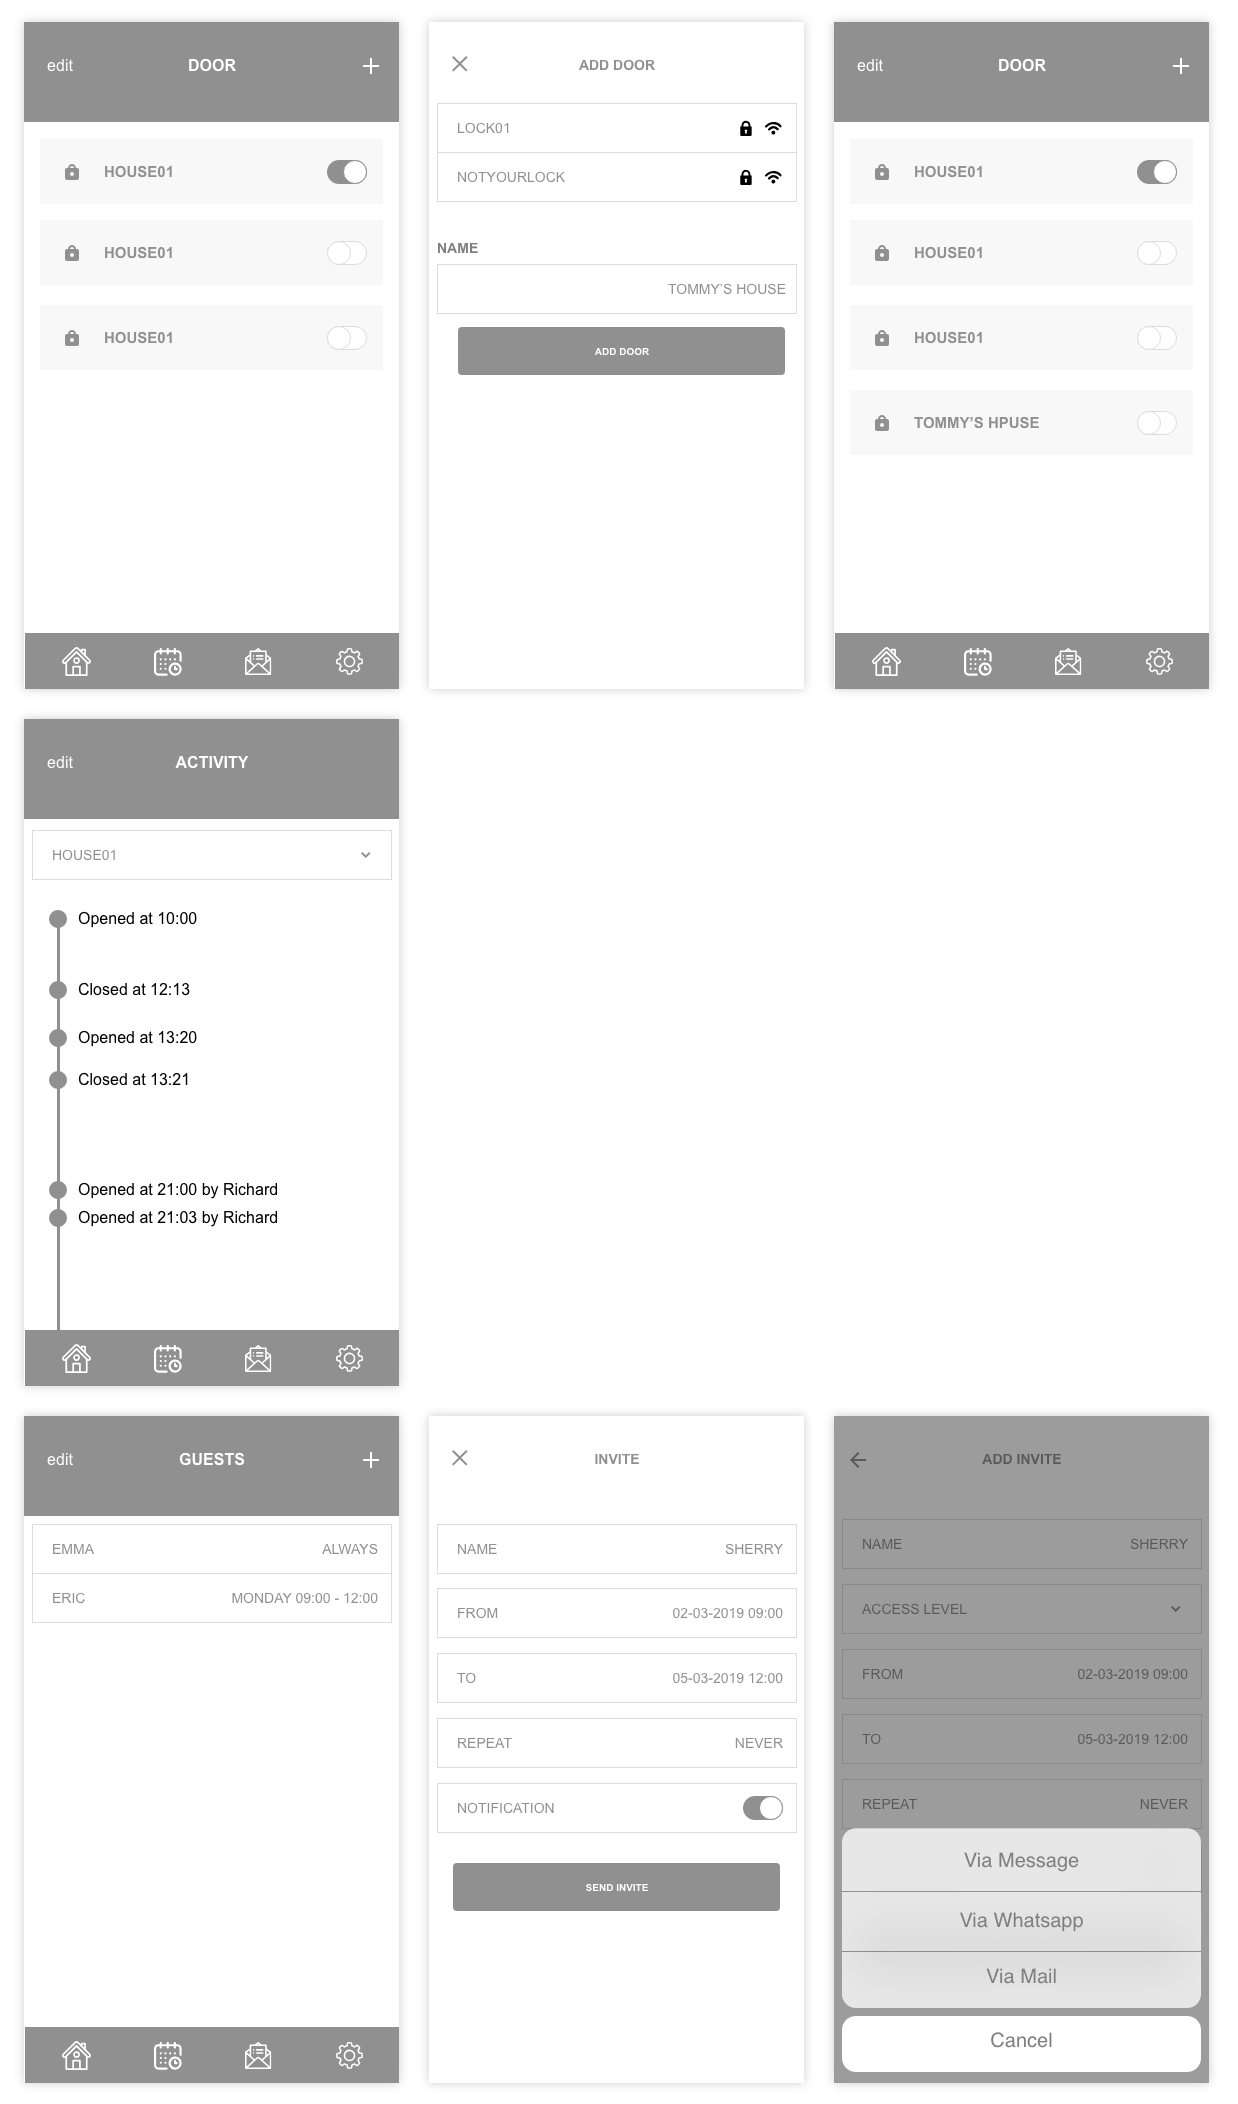 edit DOOR
HOUSE01
HOUSE01
HOUSE01
ADD DOOR
LOCK01
NOTYOURLOCK
NAME
TOMMY'S HOUSE
ADD DOOR
edit DOOR
HOUSE01
HOUSE01
HOUSE01
TOMMY'S HPUSE
edit ACTIVITY
HOUSE01
Opened at 10:00
Closed at 12:13
Opened at 13:20
Closed at 13:21
Opened at 21:00 by Richard
Opened at 21:03 by Richard
edit GUESTS
EMMA ALWAYS
ERIC MONDAY 09:00 - 12:00
INVITE
NAME SHERRY
FROM 02-03-2019 09:00
TO 05-03-2019 12:00
REPEAT NEVER
NOTIFICATION
SEND INVITE
ADD INVITE
NAME SHERRY
ACCESS LEVEL
FROM 02-03-2019 09:00
TO 05-03-2019 12:00
REPEAT NEVER
Via Message
Via Whatsapp
Via Mail
Cancel